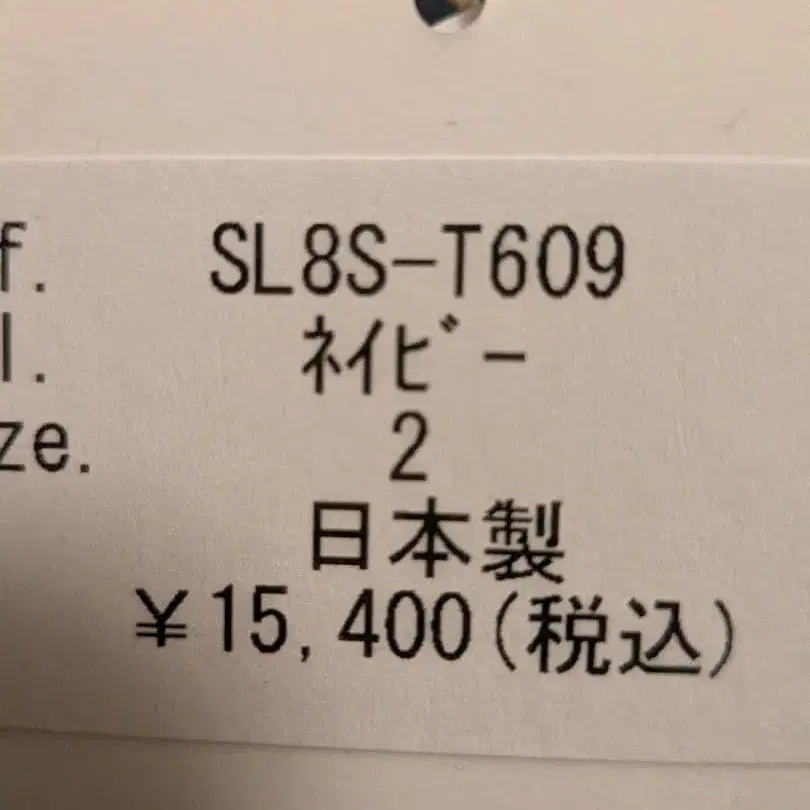 f. SL8S-T609
l. ﾈｲﾋﾞｰ
ze. 2
日本製
¥15,400(税込)